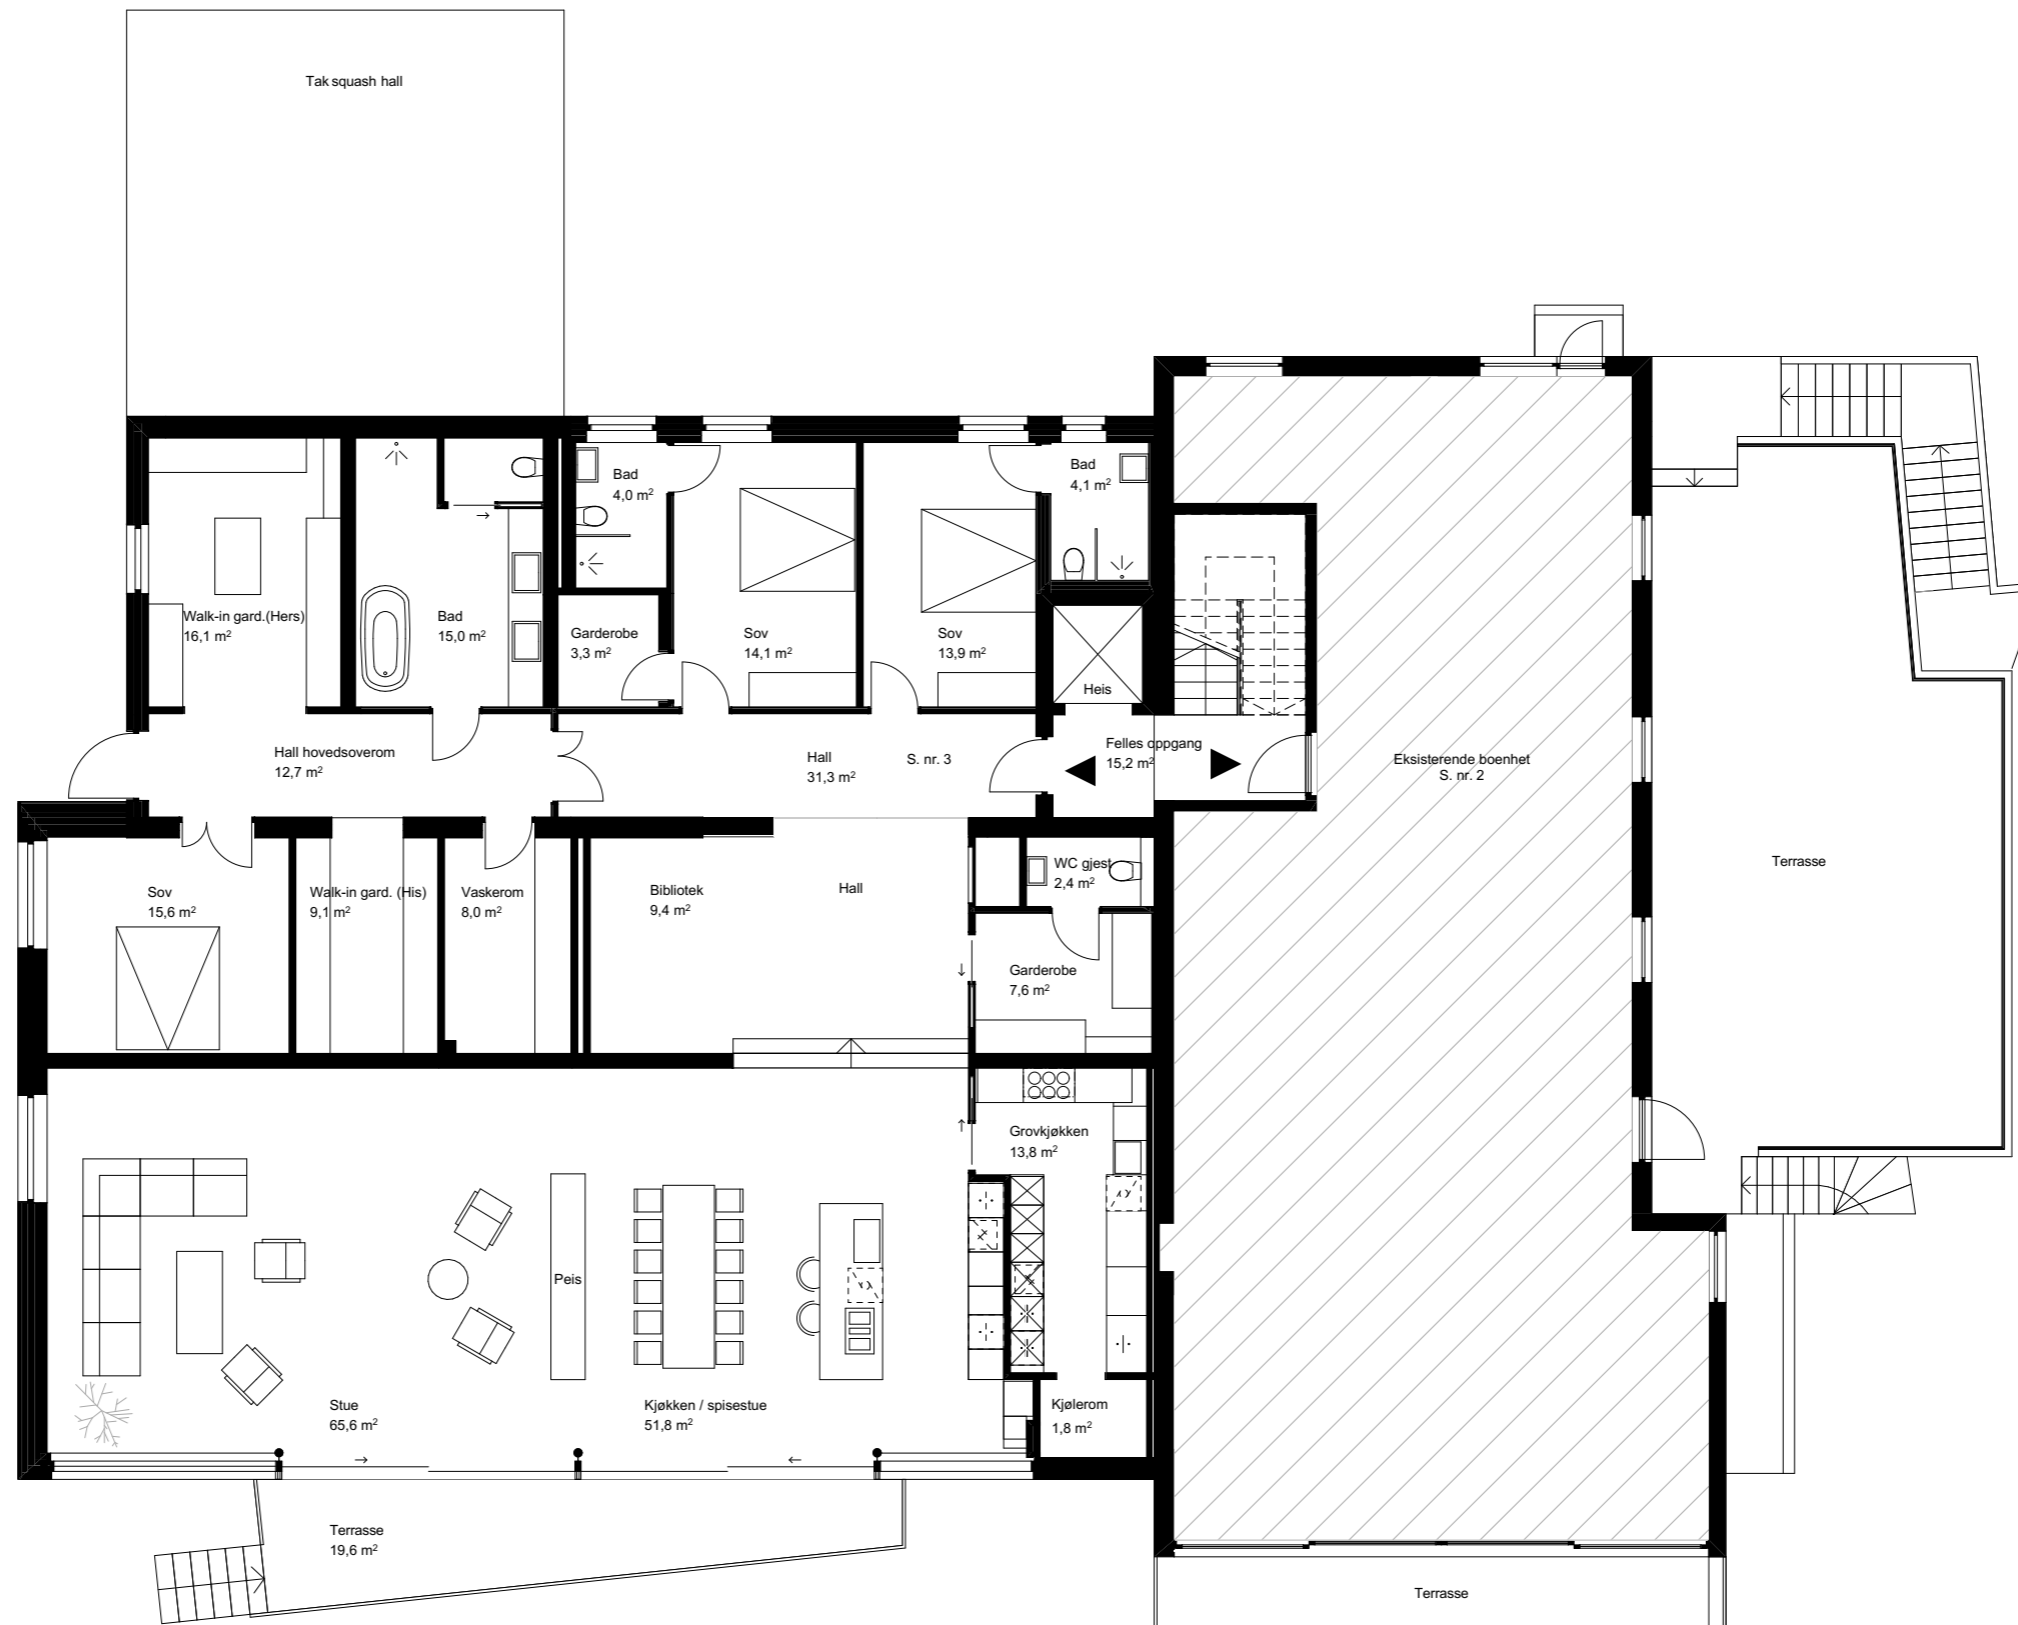 Tak squash hall
Bad
4,0 m²
Bad
4,1 m²
Walk-in gard.(Hers)
16,1 m²
Bad
15,0 m²
Garderobe
3,3 m²
Sov
14,1 m²
Sov
13,9 m²
Heis
Hall hovedsoverom
12,7 m²
Hall
31,3 m²
S. nr. 3
Felles oppgang
15,2 m²
Eksisterende boenhet
S. nr. 2
Terrasse
Sov
15,6 m²
Walk-in gard. (His)
9,1 m²
Vaskerom
8,0 m²
Bibliotek
9,4 m²
Hall
WC gjest
2,4 m²
Garderobe
7,6 m²
Grovkjøkken
13,8 m²
Peis
Stue
65,6 m²
Kjøkken / spisestue
51,8 m²
Kjølerom
1,8 m²
Terrasse
19,6 m²
Terrasse